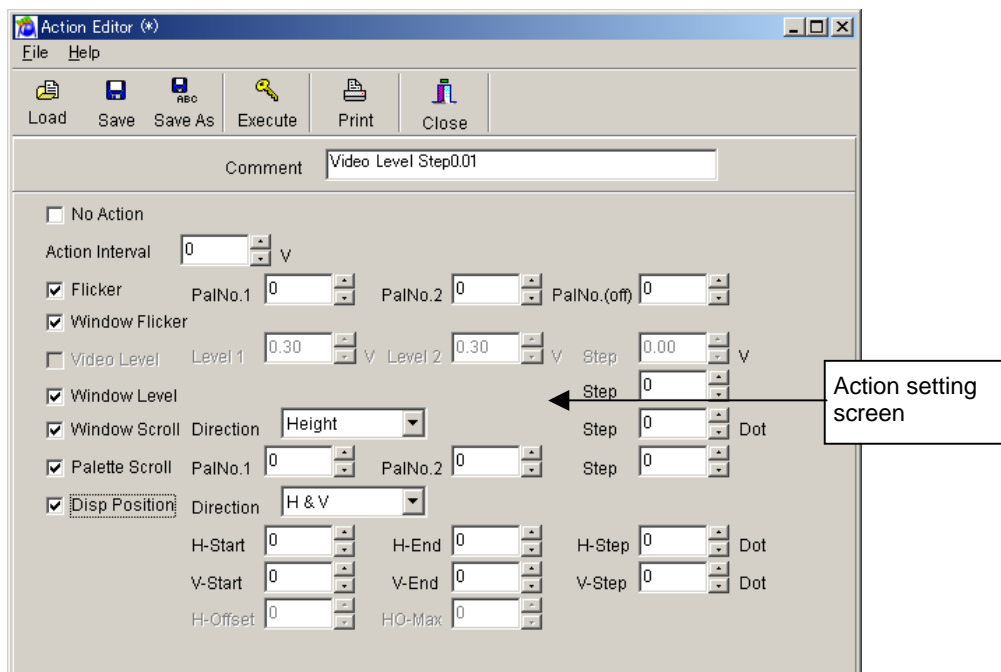 Action Editor (*)
File Help
Load Save Save As Execute Print Close
ABC
Comment Video Level Step0.01
No Action
Action Interval 0 V
Flicker PalNo.1 0 PalNo.2 0 PalNo.(off) 0
Window Flicker
Video Level Level 1 0.30 V Level 2 0.30 V Step 0.00 V
Window Level Step 0
Window Scroll Direction Height Step 0 Dot
Palette Scroll PalNo.1 0 PalNo.2 0 Step 0
Disp Position Direction H & V
H-Start 0 H-End 0 H-Step 0 Dot
V-Start 0 V-End 0 V-Step 0 Dot
H-Offset 0 HO-Max 0
Action setting
screen